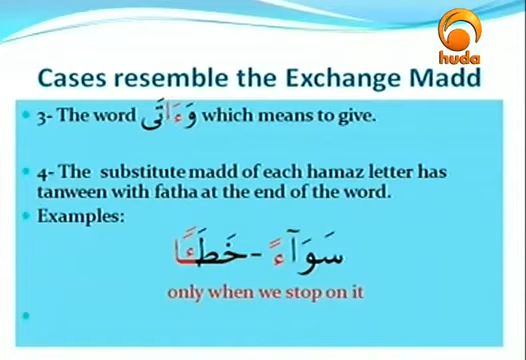 huda
Cases resemble the Exchange Madd
3- The word وَءَاتَى which means to give.
4- The substitute madd of each hamaz letter has
tanween with fatha at the end of the word.
Examples:
سَوَآءً - خَطَـًٔا
only when we stop on it